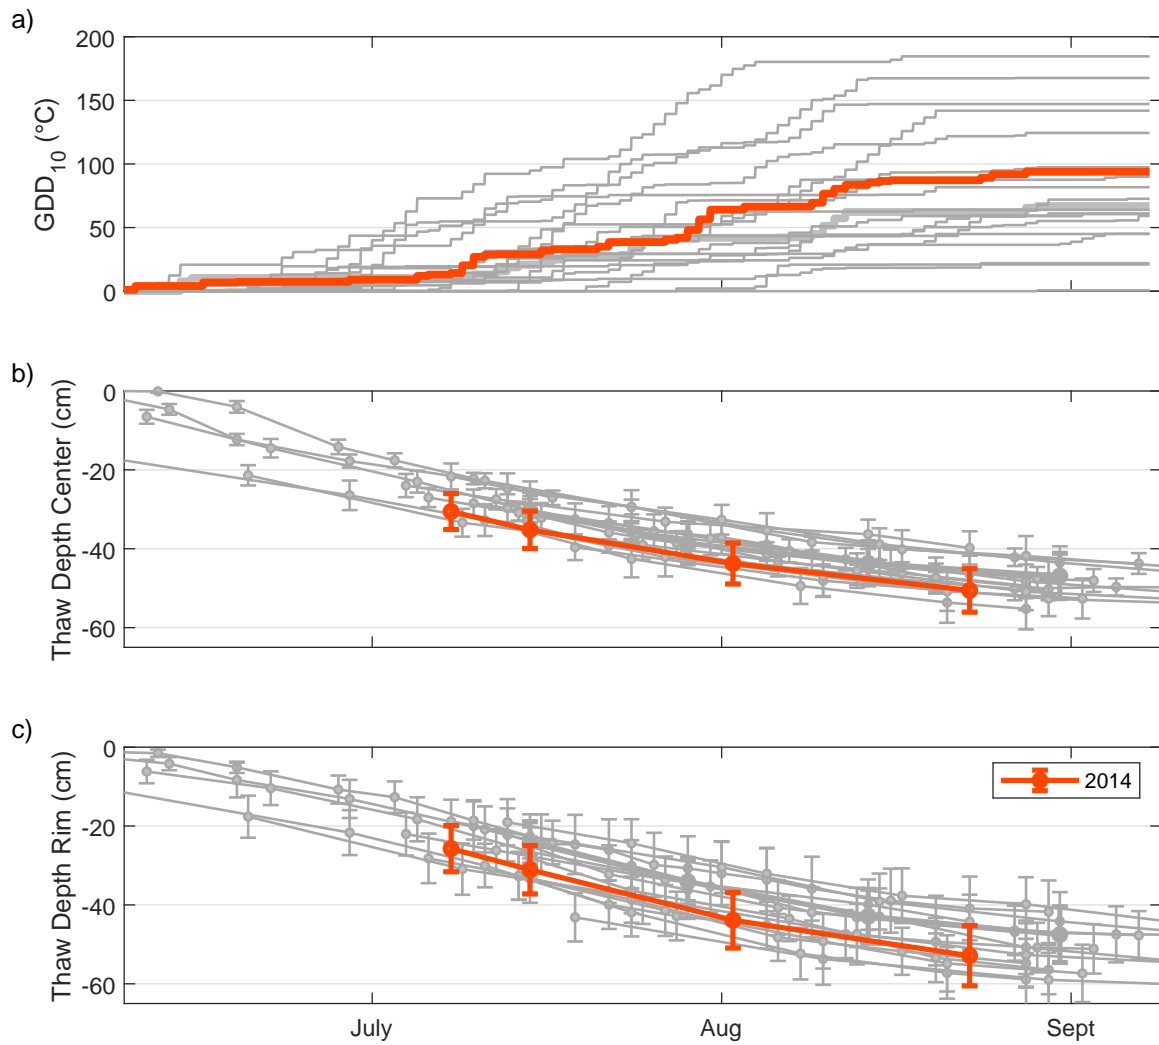 a)
200
150
100
50
0
GDD10 (°C)
b)
0
-20
-40
-60
Thaw Depth Center (cm)
c)
0
-20
-40
-60
Thaw Depth Rim (cm)
2014
July Aug Sept